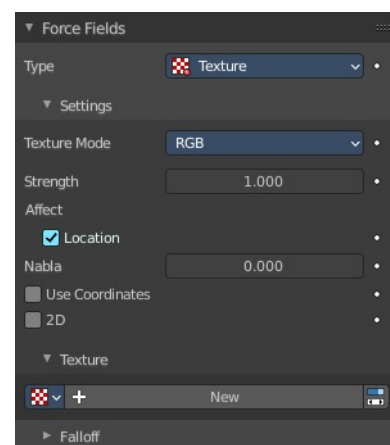 Force Fields
Type Texture
Settings
Texture Mode RGB
Strength 1.000
Affect
Location
Nabla 0.000
Use Coordinates
2D
Texture
New
Falloff